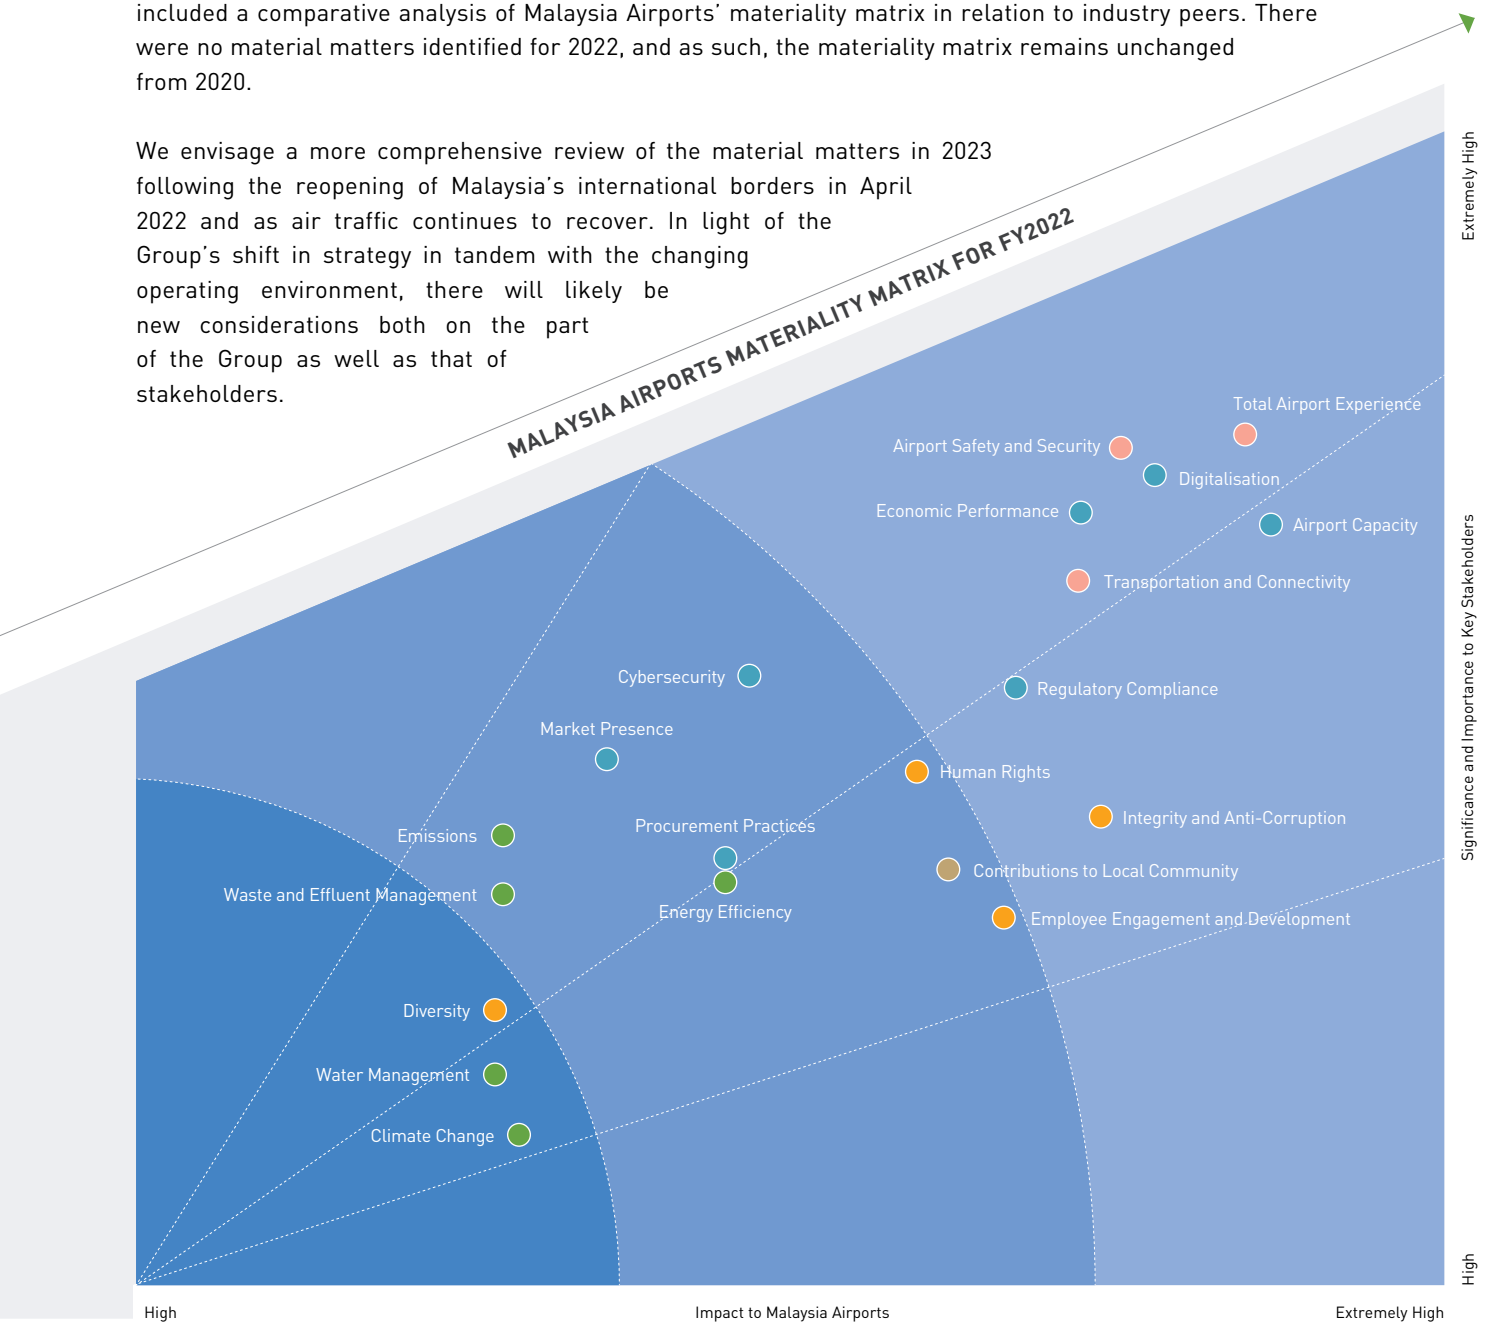 included a comparative analysis of Malaysia Airports’ materiality matrix in relation to industry peers. There
were no material matters identified for 2022, and as such, the materiality matrix remains unchanged
from 2020.
We envisage a more comprehensive review of the material matters in 2023
following the reopening of Malaysia’s international borders in April
2022 and as air traffic continues to recover. In light of the
Group’s shift in strategy in tandem with the changing
operating environment, there will likely be
new considerations both on the part
of the Group as well as that of
stakeholders.
MALAYSIA AIRPORTS MATERIALITY MATRIX FOR FY2022
Extremely High
Significance and Importance to Key Stakeholders
High
Total Airport Experience
Airport Safety and Security
Digitalisation
Economic Performance
Airport Capacity
Transportation and Connectivity
Cybersecurity
Regulatory Compliance
Market Presence
Human Rights
Integrity and Anti-Corruption
Procurement Practices
Emissions
Contributions to Local Community
Waste and Effluent Management
Energy Efficiency
Employee Engagement and Development
Diversity
Water Management
Climate Change
High
Impact to Malaysia Airports
Extremely High